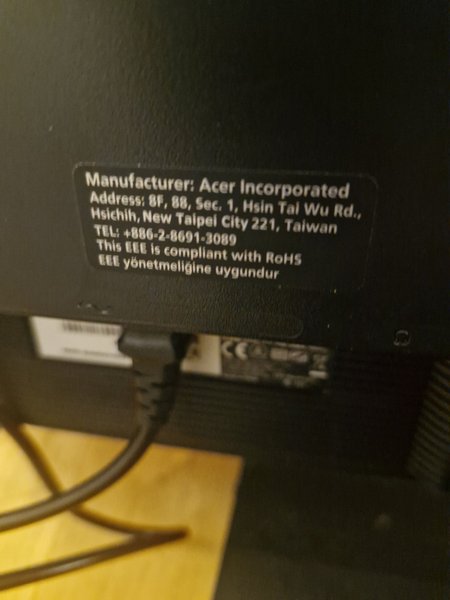 Manufacturer: Acer Incorporated
Address: 8F, 88, Sec. 1, Hsin Tai Wu Rd.,
Hsichih, New Taipei City 221, Taiwan
TEL: +886-2-8691-3089
This EEE is compliant with RoHS
EEE yönetmeliğine uygundur
CE